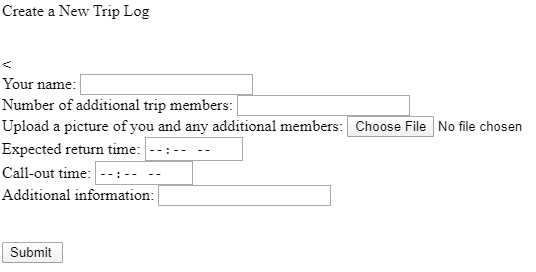 Create a New Trip Log
<
Your name:
Number of additional trip members:
Upload a picture of you and any additional members: Choose File No file chosen
Expected return time: --:-- --
Call-out time: --:-- --
Additional information:
Submit